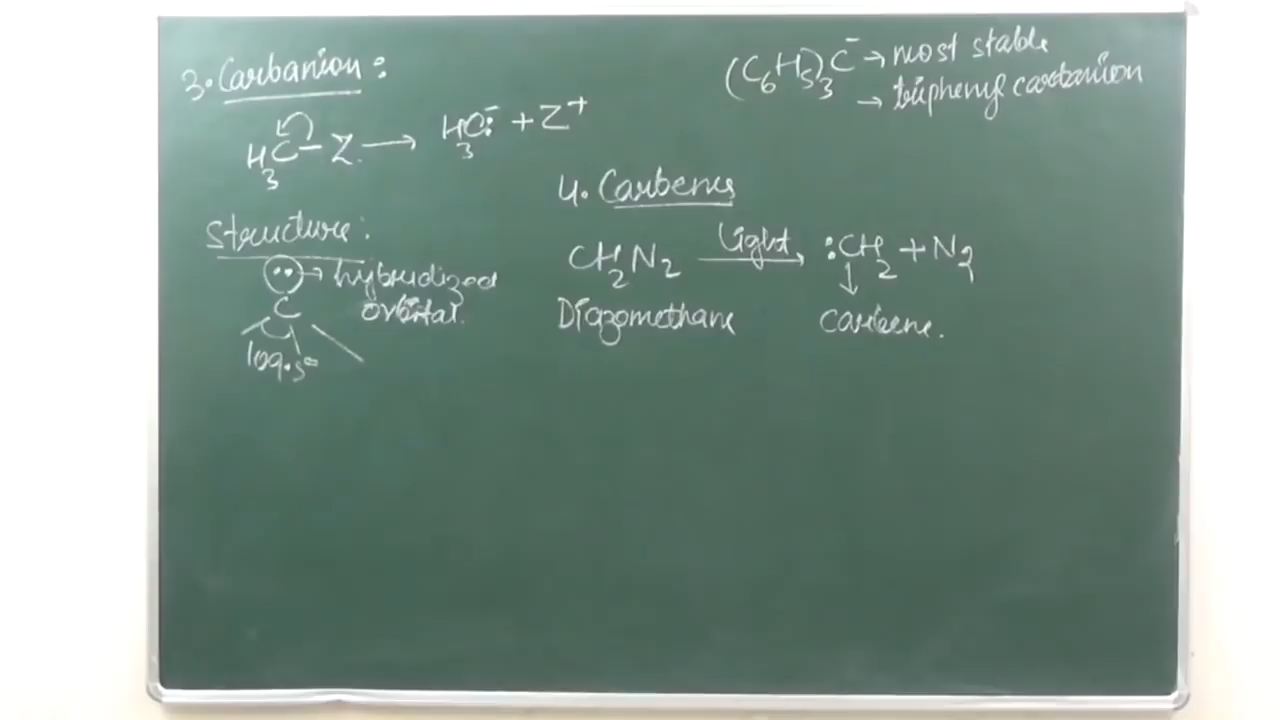 3. Carbanion:
H₃C–Z ⟶ H₃C:⁻ + Z⁺
Structure:
→ hybridized
orbital.
C
109.5°
(C₆H₅)₃C⁻ → most stable
→ triphenyl carbanion
4. Carbenes
CH₂N₂ ⟶ Light :CH₂ + N₂
Diazomethane carbene.